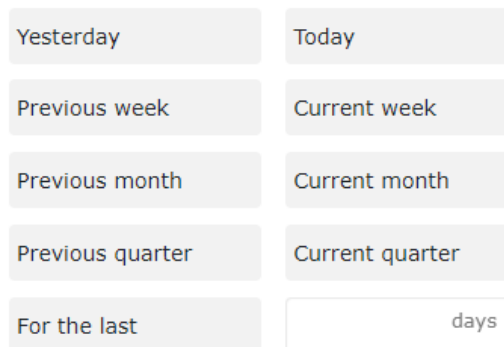 Yesterday
Today
Previous week
Current week
Previous month
Current month
Previous quarter
Current quarter
For the last
days